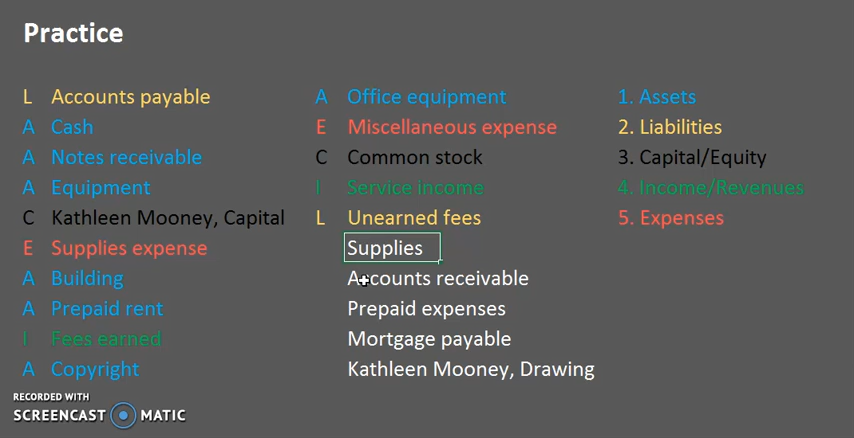 Practice
L Accounts payable
A Cash
A Notes receivable
A Equipment
C Kathleen Mooney, Capital
E Supplies expense
A Building
A Prepaid rent
I Fees earned
A Copyright
A Office equipment
E Miscellaneous expense
C Common stock
I Service income
L Unearned fees
Supplies
Accounts receivable
Prepaid expenses
Mortgage payable
Kathleen Mooney, Drawing
1. Assets
2. Liabilities
3. Capital/Equity
4. Income/Revenues
5. Expenses
RECORDED WITH
SCREENCAST MATIC